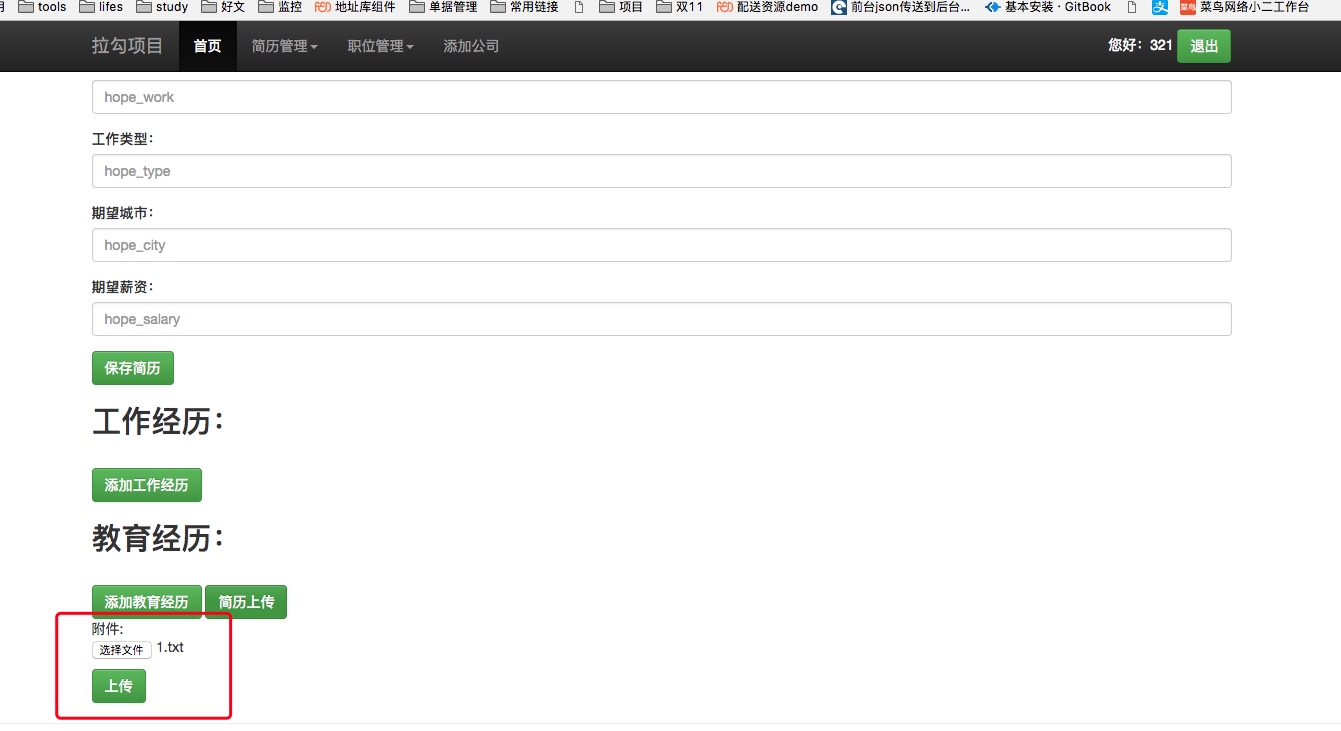 tools lifes study 好文 监控 地址库组件 单据管理 常用链接 项目 双11 配送资源demo 前台json传送到后台... 基本安装 · GitBook 支 菜鸟网络小二工作台
拉勾项目 首页 简历管理 职位管理 添加公司 您好：321 退出
hope_work
工作类型：
hope_type
期望城市：
hope_city
期望薪资：
hope_salary
保存简历
工作经历：
添加工作经历
教育经历：
添加教育经历 简历上传
附件:
选择文件 1.txt
上传